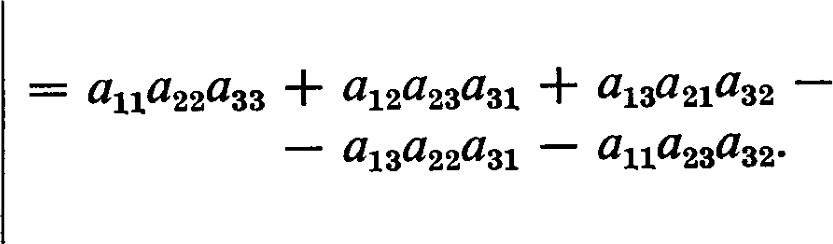 = a₁₁a₂₂a₃₃ + a₁₂a₂₃a₃₁ + a₁₃a₂₁a₃₂ −
− a₁₃a₂₂a₃₁ − a₁₁a₂₃a₃₂.